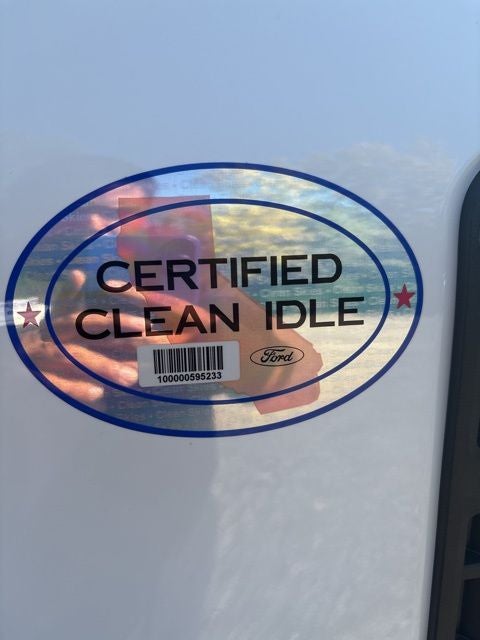 CERTIFIED
CLEAN IDLE
Ford
100000595233